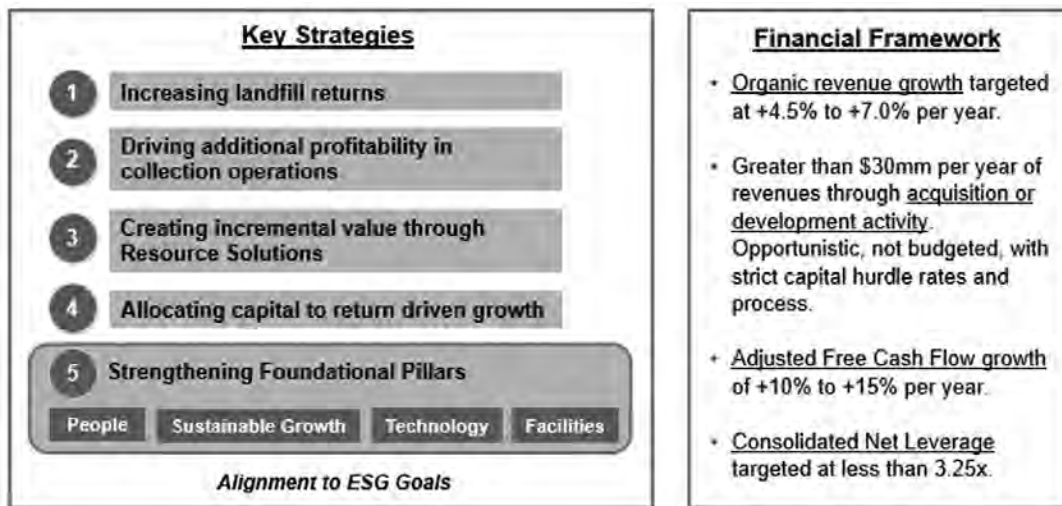 Key Strategies
1 Increasing landfill returns
2 Driving additional profitability in
collection operations
3 Creating incremental value through
Resource Solutions
4 Allocating capital to return driven growth
5 Strengthening Foundational Pillars
People Sustainable Growth Technology Facilities
Alignment to ESG Goals
Financial Framework
• Organic revenue growth targeted
at +4.5% to +7.0% per year.
• Greater than $30mm per year of
revenues through acquisition or
development activity.
Opportunistic, not budgeted, with
strict capital hurdle rates and
process.
• Adjusted Free Cash Flow growth
of +10% to +15% per year.
• Consolidated Net Leverage
targeted at less than 3.25x.